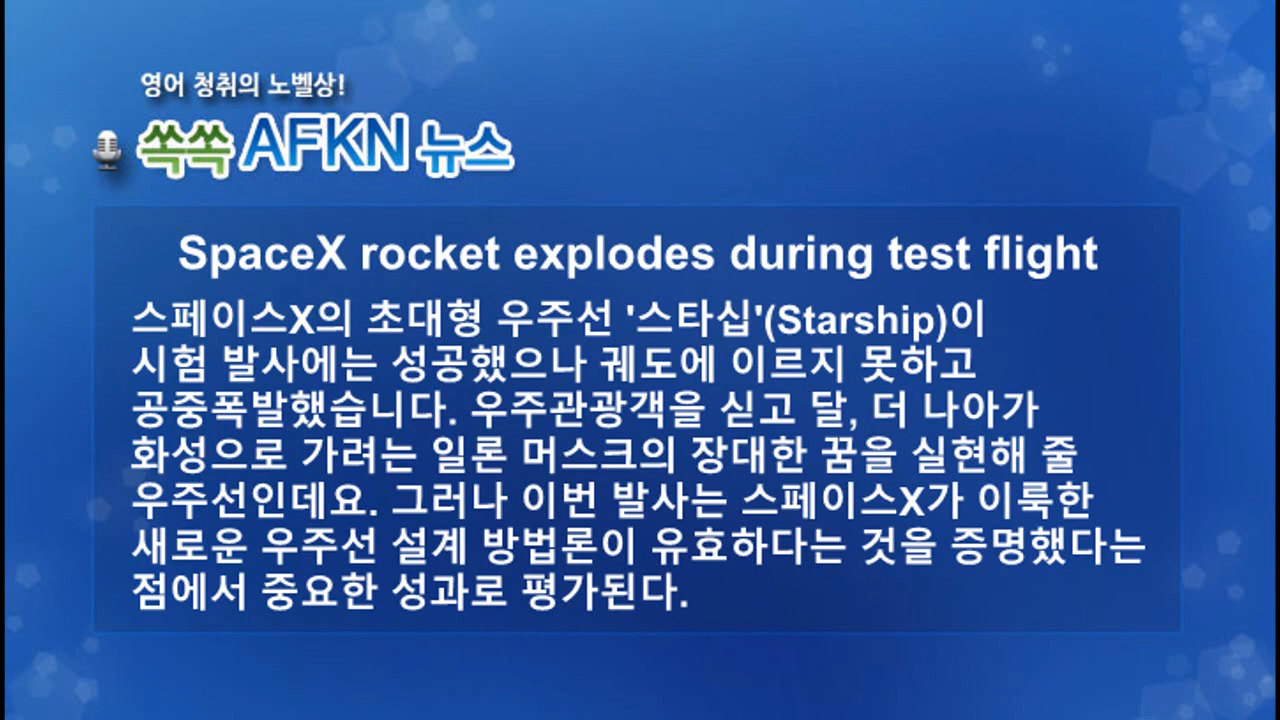 영어 청취의 노벨상!
쏙쏙 AFKN 뉴스
SpaceX rocket explodes during test flight
스페이스X의 초대형 우주선 '스타십'(Starship)이
시험 발사에는 성공했으나 궤도에 이르지 못하고
공중폭발했습니다. 우주관광객을 싣고 달, 더 나아가
화성으로 가려는 일론 머스크의 장대한 꿈을 실현해 줄
우주선인데요. 그러나 이번 발사는 스페이스X가 이룩한
새로운 우주선 설계 방법론이 유효하다는 것을 증명했다는
점에서 중요한 성과로 평가된다.